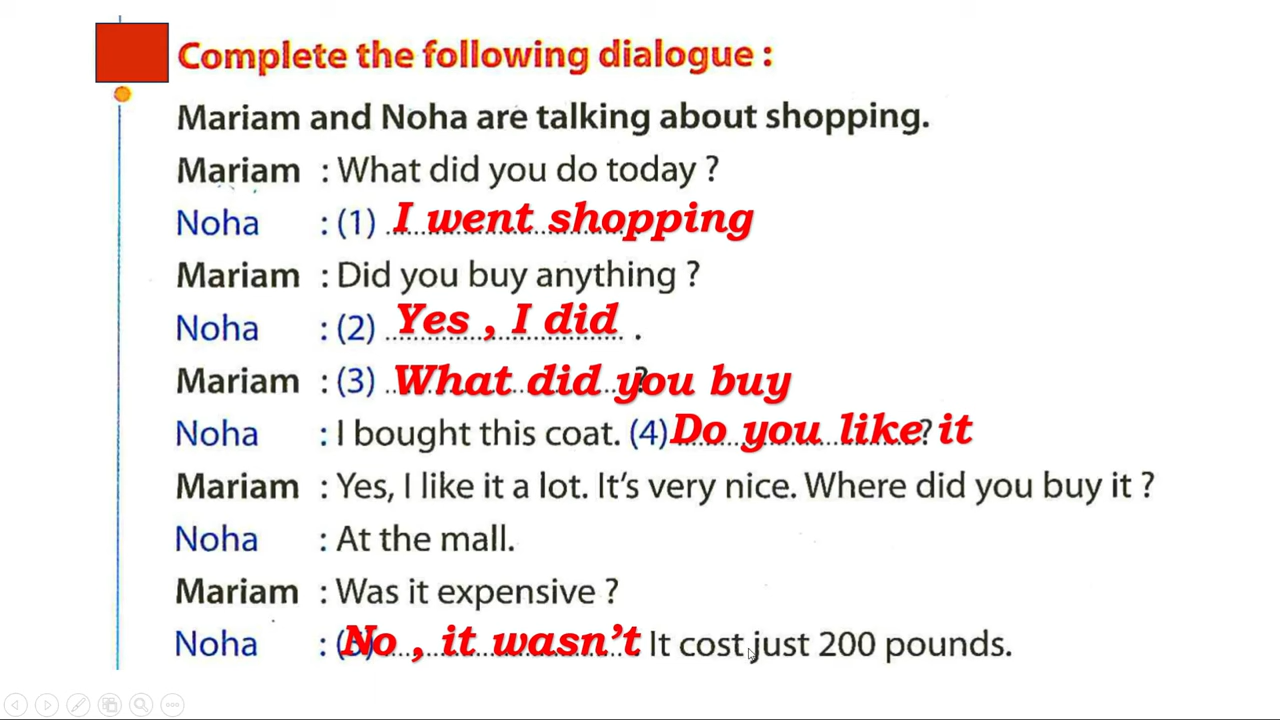 Complete the following dialogue :
Mariam and Noha are talking about shopping.
Mariam : What did you do today ?
Noha : (1) I went shopping
Mariam : Did you buy anything ?
Noha : (2) Yes , I did .
Mariam : (3) What did you buy ?
Noha : I bought this coat. (4) Do you like it ?
Mariam : Yes, I like it a lot. It's very nice. Where did you buy it ?
Noha : At the mall.
Mariam : Was it expensive ?
Noha : (5) No , it wasn't It cost just 200 pounds.